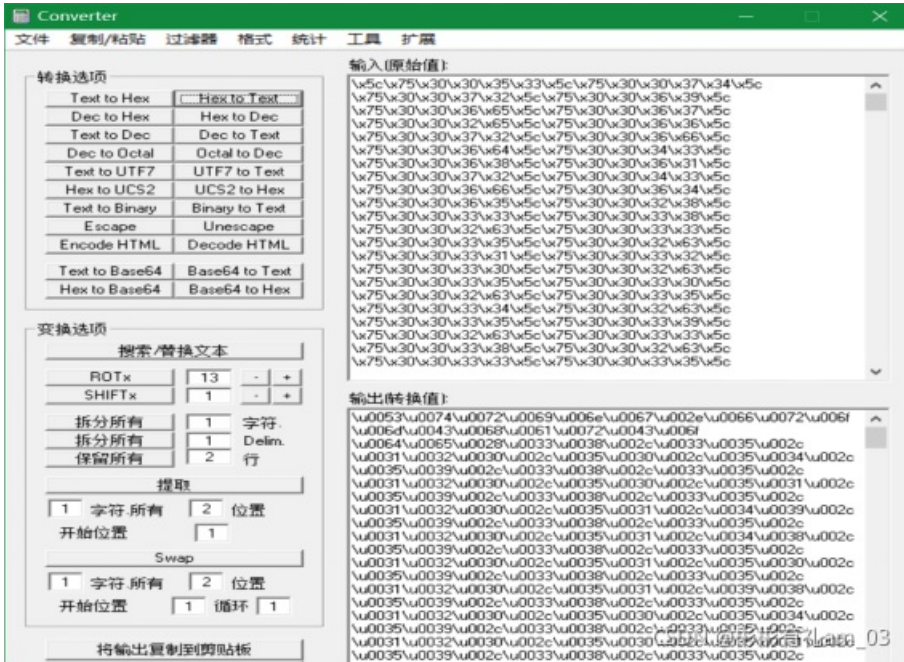 Converter
文件 复制/粘贴 过滤器 格式 统计 工具 扩展
转换选项
Text to Hex Hex to Text
Dec to Hex Hex to Dec
Text to Dec Dec to Text
Dec to Octal Octal to Dec
Text to UTF7 UTF7 to Text
Hex to UCS2 UCS2 to Hex
Text to Binary Binary to Text
Escape Unescape
Encode HTML Decode HTML
Text to Base64 Base64 to Text
Hex to Base64 Base64 to Hex
变换选项
搜索/替换文本
ROTx 13 - +
SHIFTx 1 - +
拆分所有 1 字符.
拆分所有 1 Delim.
保留所有 2 行
提取
1 字符.所有 2 位置
开始位置 1
Swap
1 字符.所有 2 位置
开始位置 1 循环 1
将输出复制到剪贴板
输入(原始值):
\x5c\x75\x30\x30\x35\x33\x5c\x75\x30\x30\x37\x34\x5c
\x75\x30\x30\x37\x32\x5c\x75\x30\x30\x36\x39\x5c
\x75\x30\x30\x36\x65\x5c\x75\x30\x30\x36\x37\x5c
\x75\x30\x30\x32\x65\x5c\x75\x30\x30\x36\x36\x5c
\x75\x30\x30\x37\x32\x5c\x75\x30\x30\x36\x66\x5c
\x75\x30\x30\x36\x64\x5c\x75\x30\x30\x34\x33\x5c
\x75\x30\x30\x36\x38\x5c\x75\x30\x30\x36\x31\x5c
\x75\x30\x30\x37\x32\x5c\x75\x30\x30\x34\x33\x5c
\x75\x30\x30\x36\x66\x5c\x75\x30\x30\x36\x34\x5c
\x75\x30\x30\x36\x35\x5c\x75\x30\x30\x32\x38\x5c
\x75\x30\x30\x33\x33\x5c\x75\x30\x30\x33\x38\x5c
\x75\x30\x30\x32\x63\x5c\x75\x30\x30\x33\x33\x5c
\x75\x30\x30\x33\x35\x5c\x75\x30\x30\x32\x63\x5c
\x75\x30\x30\x33\x31\x5c\x75\x30\x30\x33\x32\x5c
\x75\x30\x30\x33\x30\x5c\x75\x30\x30\x32\x63\x5c
\x75\x30\x30\x33\x35\x5c\x75\x30\x30\x33\x30\x5c
\x75\x30\x30\x32\x63\x5c\x75\x30\x30\x33\x35\x5c
\x75\x30\x30\x33\x34\x5c\x75\x30\x30\x32\x63\x5c
\x75\x30\x30\x33\x35\x5c\x75\x30\x30\x33\x39\x5c
\x75\x30\x30\x32\x63\x5c\x75\x30\x30\x33\x33\x5c
\x75\x30\x30\x33\x38\x5c\x75\x30\x30\x32\x63\x5c
\x75\x30\x30\x33\x33\x5c\x75\x30\x30\x33\x35\x5c
输出(转换值):
\u0053\u0074\u0072\u0069\u006e\u0067\u002e\u0066\u0072\u006f
\u006d\u0043\u0068\u0061\u0072\u0043\u006f
\u0064\u0065\u0028\u0033\u0038\u002c\u0033\u0035\u002c
\u0031\u0032\u0030\u002c\u0035\u0030\u002c\u0035\u0034\u002c
\u0035\u0039\u002c\u0033\u0038\u002c\u0033\u0035\u002c
\u0031\u0032\u0030\u002c\u0035\u0030\u002c\u0035\u0031\u002c
\u0035\u0039\u002c\u0033\u0038\u002c\u0033\u0035\u002c
\u0031\u0032\u0030\u002c\u0035\u0031\u002c\u0034\u0039\u002c
\u0035\u0039\u002c\u0033\u0038\u002c\u0033\u0035\u002c
\u0031\u0032\u0030\u002c\u0035\u0031\u002c\u0034\u0038\u002c
\u0035\u0039\u002c\u0033\u0038\u002c\u0033\u0035\u002c
\u0031\u0032\u0030\u002c\u0035\u0031\u002c\u0035\u0030\u002c
\u0035\u0039\u002c\u0033\u0038\u002c\u0033\u0035\u002c
\u0031\u0032\u0030\u002c\u0035\u0031\u002c\u0039\u0038\u002c
\u0035\u0039\u002c\u0033\u0038\u002c\u0033\u0035\u002c
\u0031\u0032\u0030\u002c\u0035\u0030\u002c\u0035\u0034\u002c
\u0035\u0039\u002c\u0033\u0038\u002c\u0033\u0035\u002c
\u0031\u0032\u0030\u002c\u0035\u0030
\u0035\u0039\u002c\u0033\u0038\u002c\u0033\u0035\u002c